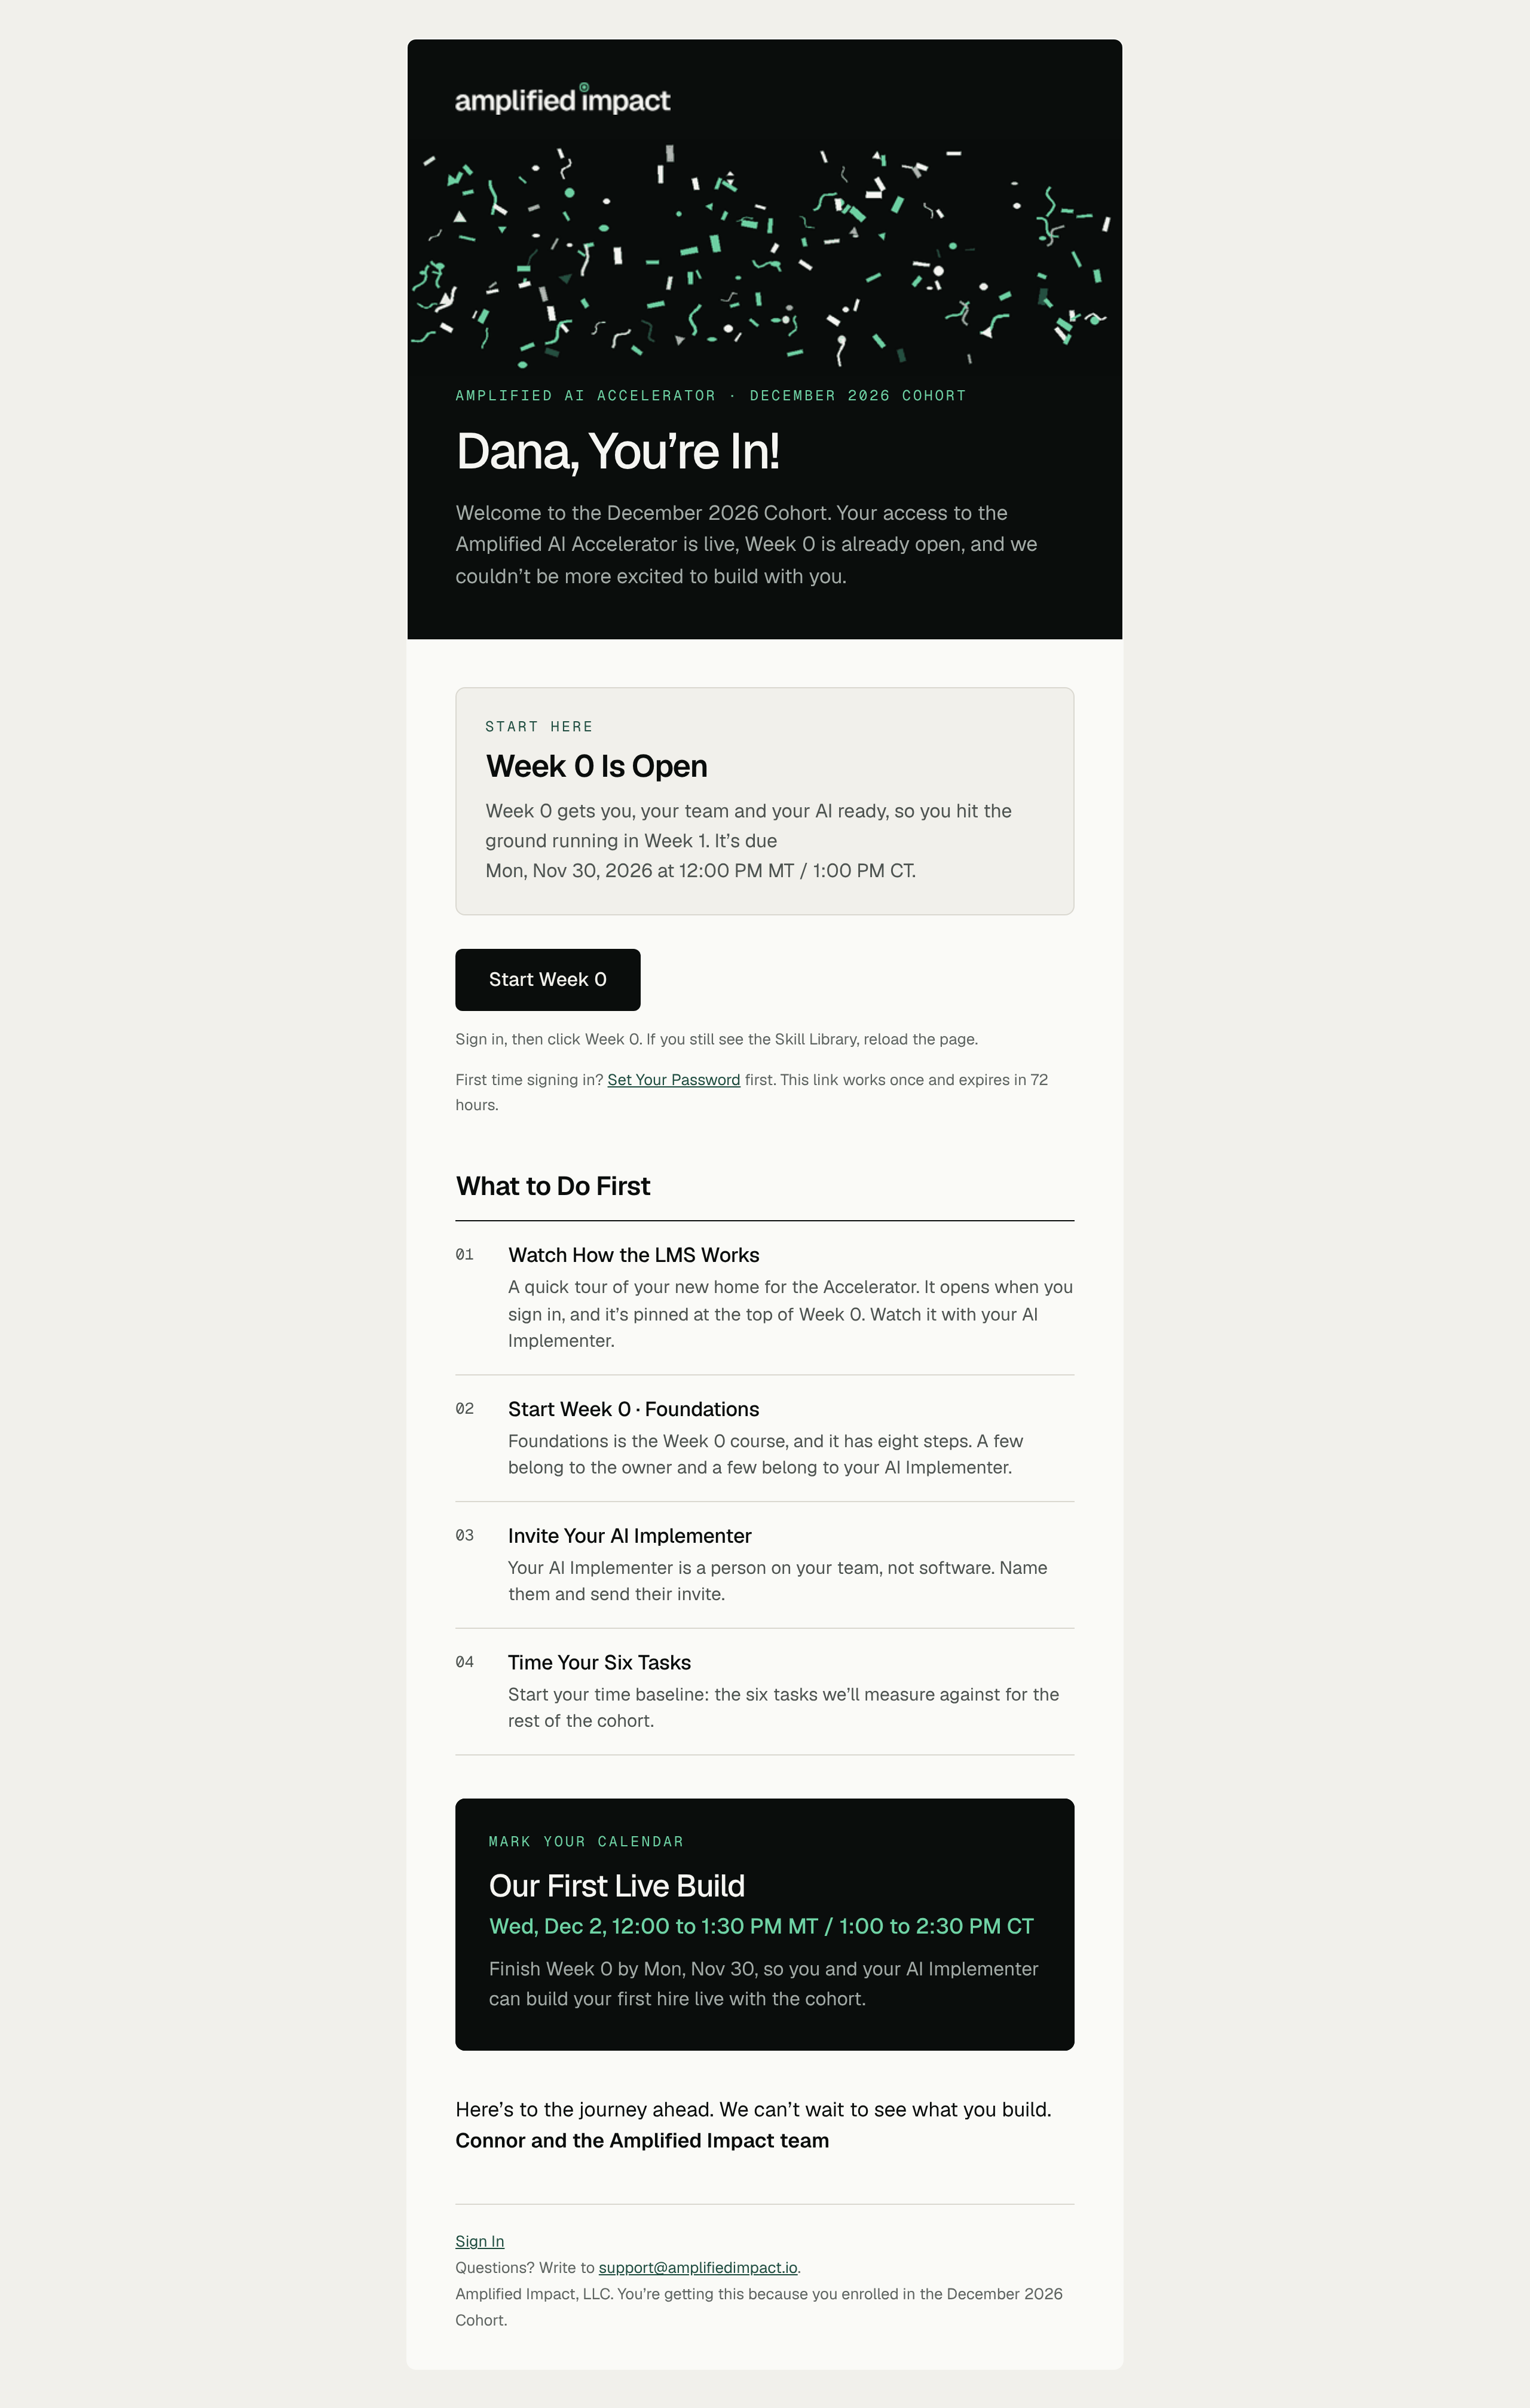 amplified impact
AMPLIFIED AI ACCELERATOR · DECEMBER 2026 COHORT
Dana, You’re In!
Welcome to the December 2026 Cohort. Your access to the
Amplified AI Accelerator is live, Week 0 is already open, and we
couldn’t be more excited to build with you.
START HERE
Week 0 Is Open
Week 0 gets you, your team and your AI ready, so you hit the
ground running in Week 1. It’s due
Mon, Nov 30, 2026 at 12:00 PM MT / 1:00 PM CT.
Start Week 0
Sign in, then click Week 0. If you still see the Skill Library, reload the page.
First time signing in? Set Your Password first. This link works once and expires in 72
hours.
What to Do First
01 Watch How the LMS Works
A quick tour of your new home for the Accelerator. It opens when you
sign in, and it’s pinned at the top of Week 0. Watch it with your AI
Implementer.
02 Start Week 0 · Foundations
Foundations is the Week 0 course, and it has eight steps. A few
belong to the owner and a few belong to your AI Implementer.
03 Invite Your AI Implementer
Your AI Implementer is a person on your team, not software. Name
them and send their invite.
04 Time Your Six Tasks
Start your time baseline: the six tasks we’ll measure against for the
rest of the cohort.
MARK YOUR CALENDAR
Our First Live Build
Wed, Dec 2, 12:00 to 1:30 PM MT / 1:00 to 2:30 PM CT
Finish Week 0 by Mon, Nov 30, so you and your AI Implementer
can build your first hire live with the cohort.
Here’s to the journey ahead. We can’t wait to see what you build.
Connor and the Amplified Impact team
Sign In
Questions? Write to support@amplifiedimpact.io.
Amplified Impact, LLC. You’re getting this because you enrolled in the December 2026
Cohort.